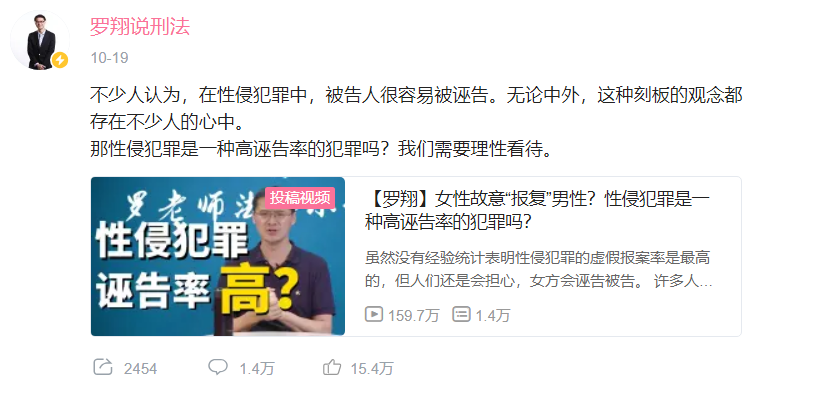 罗翔说刑法
10-19
不少人认为，在性侵犯罪中，被告人很容易被诬告。无论中外，这种刻板的观念都
存在不少人的心中。
那性侵犯罪是一种高诬告率的犯罪吗？我们需要理性看待。
投稿视频
罗老师法
性侵犯罪
诬告率 高？
【罗翔】女性故意“报复”男性？性侵犯罪是一
种高诬告率的犯罪吗？
虽然没有经验统计表明性侵犯罪的虚假报案率是最高
的，但人们还是会担心，女方会诬告被告。 许多人...
159.7万 1.4万
2454 1.4万 15.4万